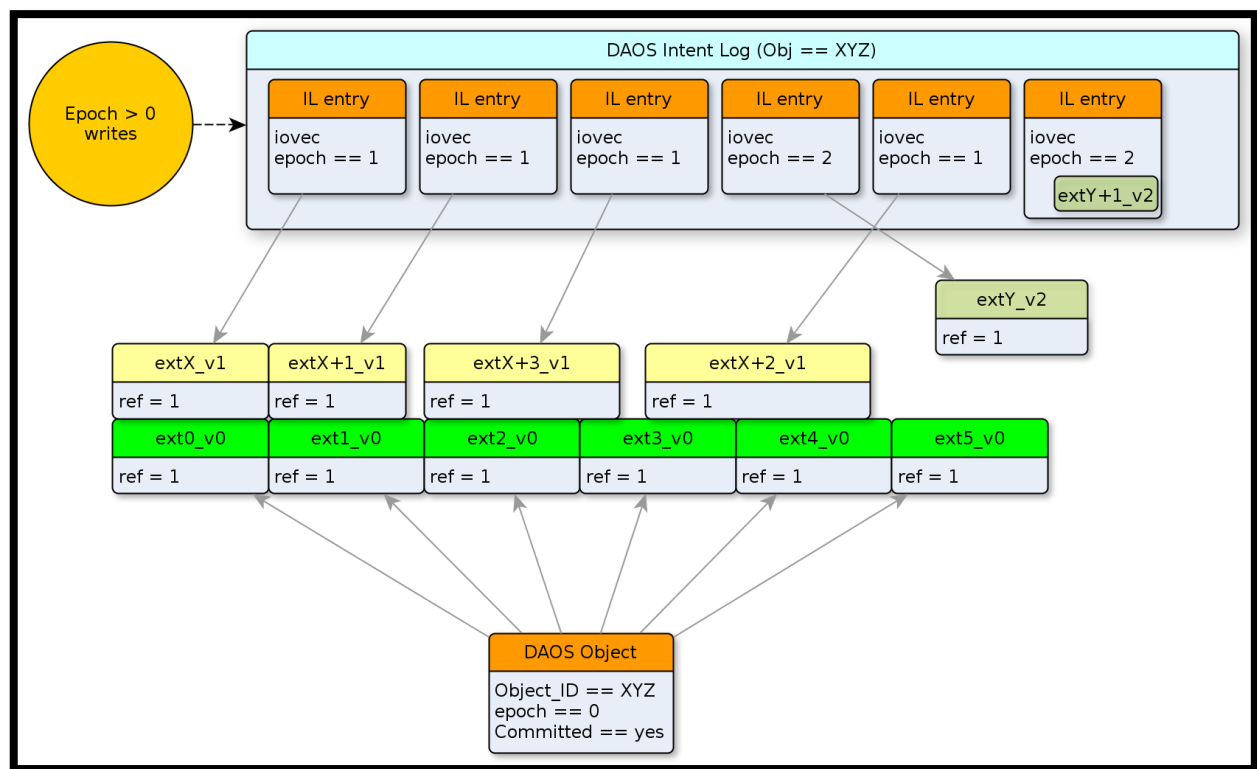 DAOS Intent Log (Obj == XYZ)
Epoch > 0
writes
IL entry
iovec
epoch == 1
IL entry
iovec
epoch == 1
IL entry
iovec
epoch == 1
IL entry
iovec
epoch == 2
IL entry
iovec
epoch == 1
IL entry
iovec
epoch == 2
extY+1_v2
extY_v2
ref = 1
extX_v1
ref = 1
extX+1_v1
ref = 1
extX+3_v1
ref = 1
extX+2_v1
ref = 1
ext0_v0
ref = 1
ext1_v0
ref = 1
ext2_v0
ref = 1
ext3_v0
ref = 1
ext4_v0
ref = 1
ext5_v0
ref = 1
DAOS Object
Object_ID == XYZ
epoch == 0
Committed == yes